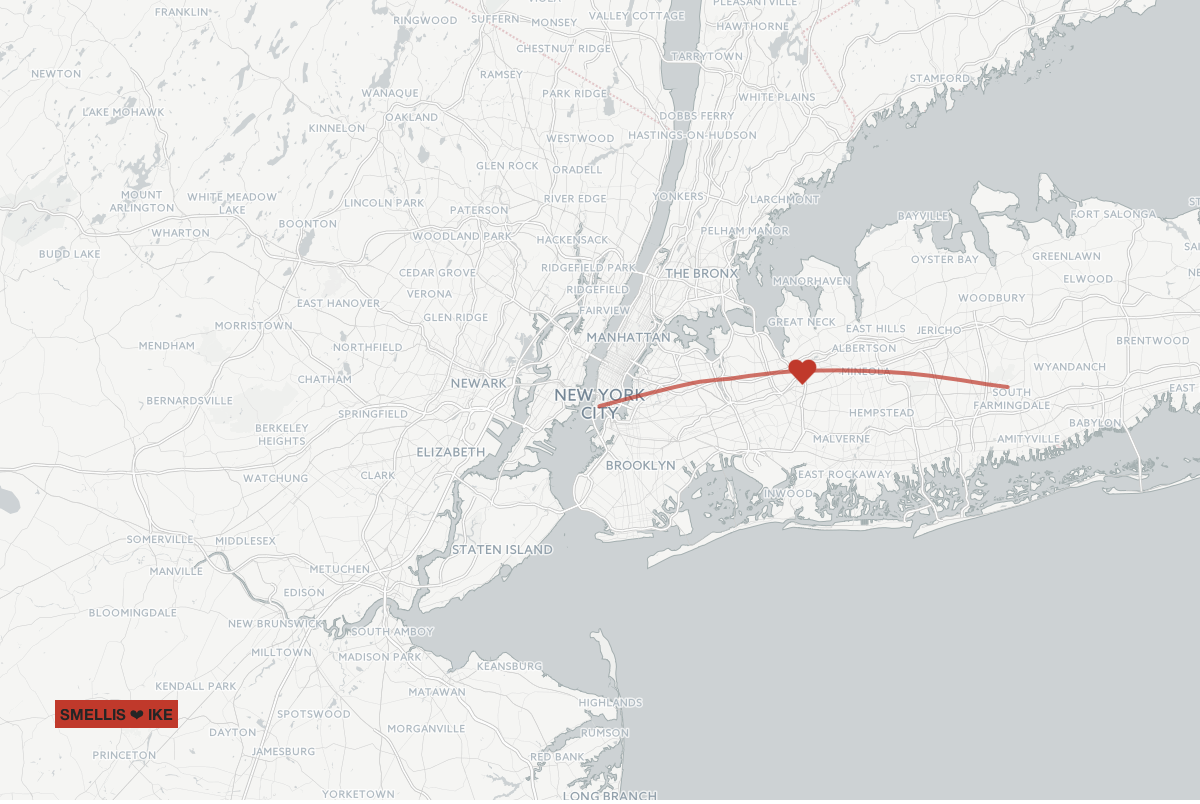 FRANKLIN
RINGWOOD
SUFFERN
MONSEY
VALLEY COTTAGE
PLEASANTVILLE
HAWTHORNE
CHESTNUT RIDGE
TARRYTOWN
NEWTON
RAMSEY
STAMFORD
WANAQUE
PARK RIDGE
WHITE PLAINS
LAKE MOHAWK
OAKLAND
DOBBS FERRY
KINNELON
WESTWOOD
HASTINGS-ON-HUDSON
GLEN ROCK
ORADELL
MOUNT
ARLINGTON
WHITE MEADOW
LAKE
LINCOLN PARK
PATERSON
RIVER EDGE
YONKERS
LARCHMONT
BAYVILLE
FORT SALONGA
BOONTON
WHARTON
WOODLAND PARK
HACKENSACK
PELHAM MANOR
BUDD LAKE
OYSTER BAY
GREENLAWN
CEDAR GROVE
RIDGEFIELD PARK
THE BRONX
MANORHAVEN
ELWOOD
VERONA
RIDGEFIELD
WOODBURY
EAST HANOVER
GLEN RIDGE
FAIRVIEW
GREAT NECK
EAST HILLS
JERICHO
MORRISTOWN
MANHATTAN
BRENTWOOD
MENDHAM
NORTHFIELD
ALBERTSON
WYANDANCH
MINEOLA
CHATHAM
NEWARK
EAST
NEW YORK
CITY
SOUTH
FARMINGDALE
BERNARDSVILLE
SPRINGFIELD
HEMPSTEAD
BABYLON
BERKELEY
HEIGHTS
MALVERNE
AMITYVILLE
ELIZABETH
BROOKLYN
WATCHUNG
CLARK
EAST ROCKAWAY
INWOOD
SOMERVILLE
MIDDLESEX
STATEN ISLAND
MANVILLE
METUCHEN
EDISON
BLOOMINGDALE
NEW BRUNSWICK
SOUTH AMBOY
MILLTOWN
MADISON PARK
KEANSBURG
KENDALL PARK
MATAWAN
HIGHLANDS
SMELLIS ❤ IKE
SPOTSWOOD
DAYTON
MORGANVILLE
RUMSON
PRINCETON
JAMESBURG
RED BANK
YORKETOWN
LONG BRANCH